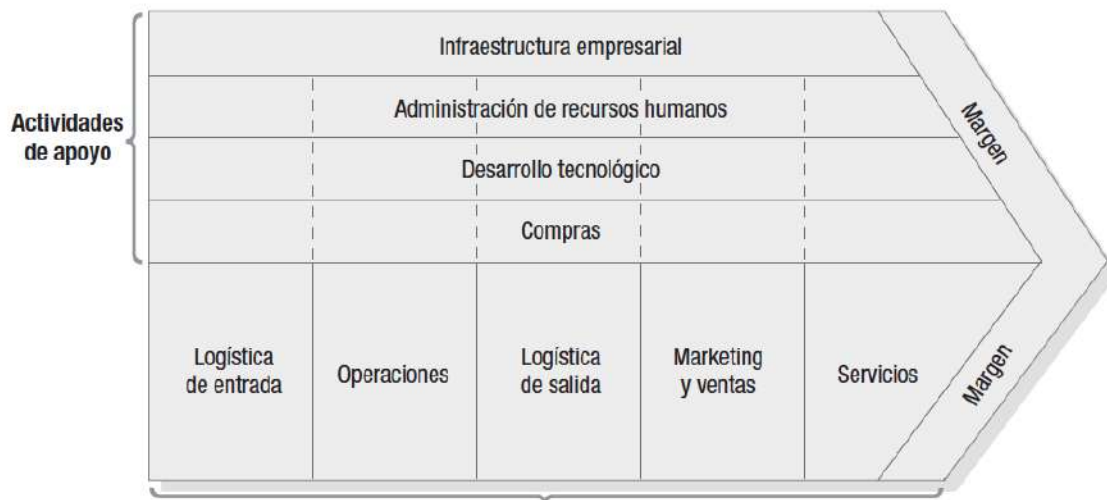 Infraestructura empresarial
Administración de recursos humanos
Actividades
de apoyo
Desarrollo tecnológico
Compras
Margen
Logística
de entrada
Operaciones
Logística
de salida
Marketing
y ventas
Servicios
Margen